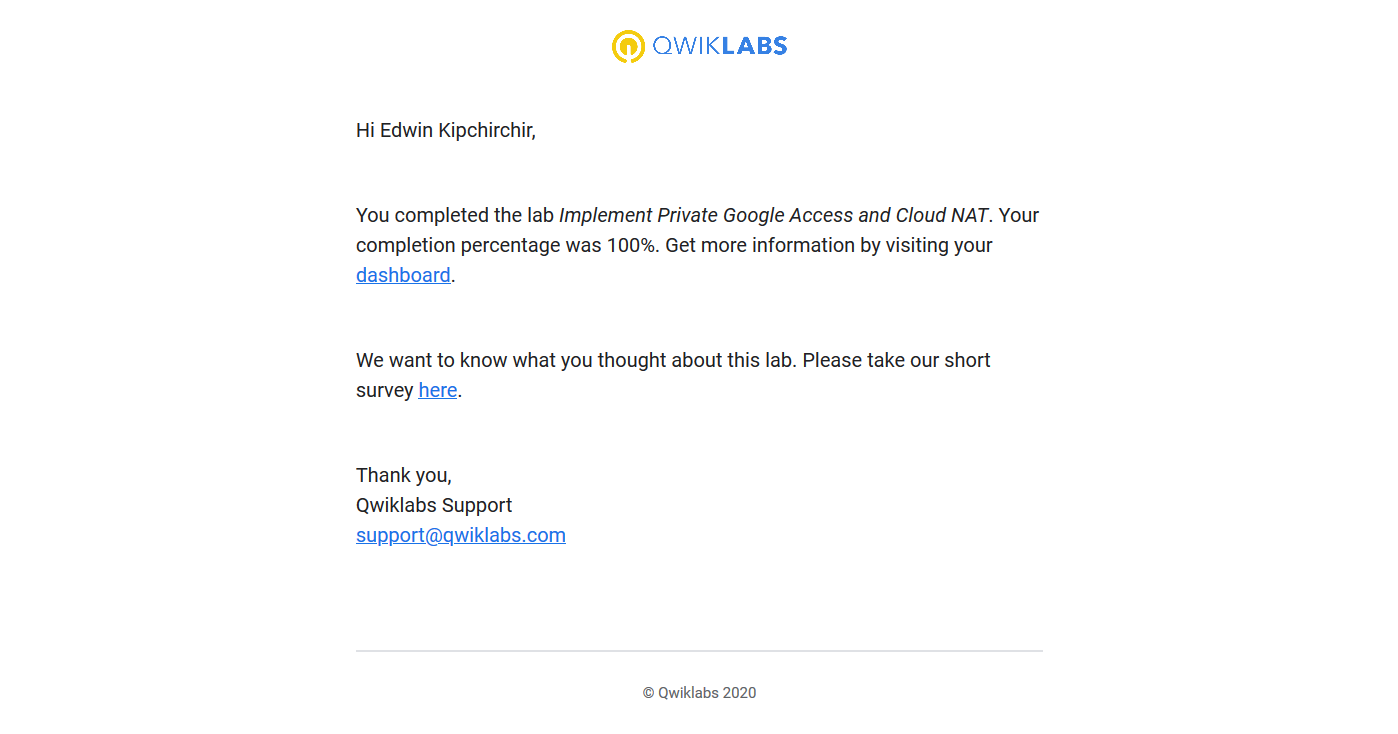 QWIKLABS
Hi Edwin Kipchirchir,
You completed the lab Implement Private Google Access and Cloud NAT. Your
completion percentage was 100%. Get more information by visiting your
dashboard.
We want to know what you thought about this lab. Please take our short
survey here.
Thank you,
Qwiklabs Support
support@qwiklabs.com
© Qwiklabs 2020